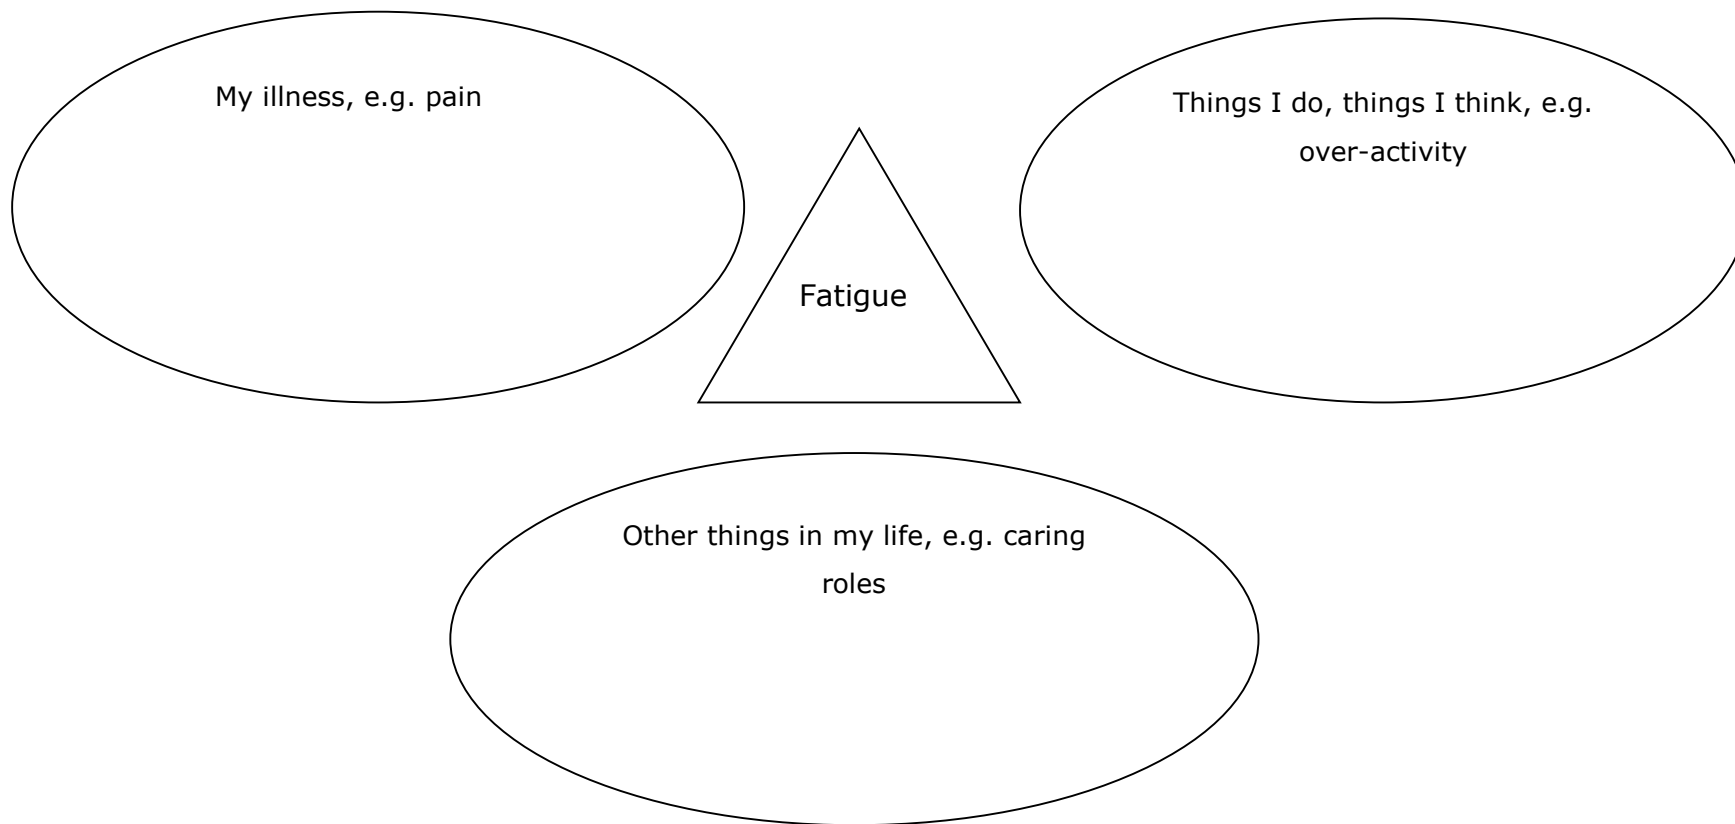 My illness, e.g. pain
Things I do, things I think, e.g.
over-activity
Fatigue
Other things in my life, e.g. caring
roles